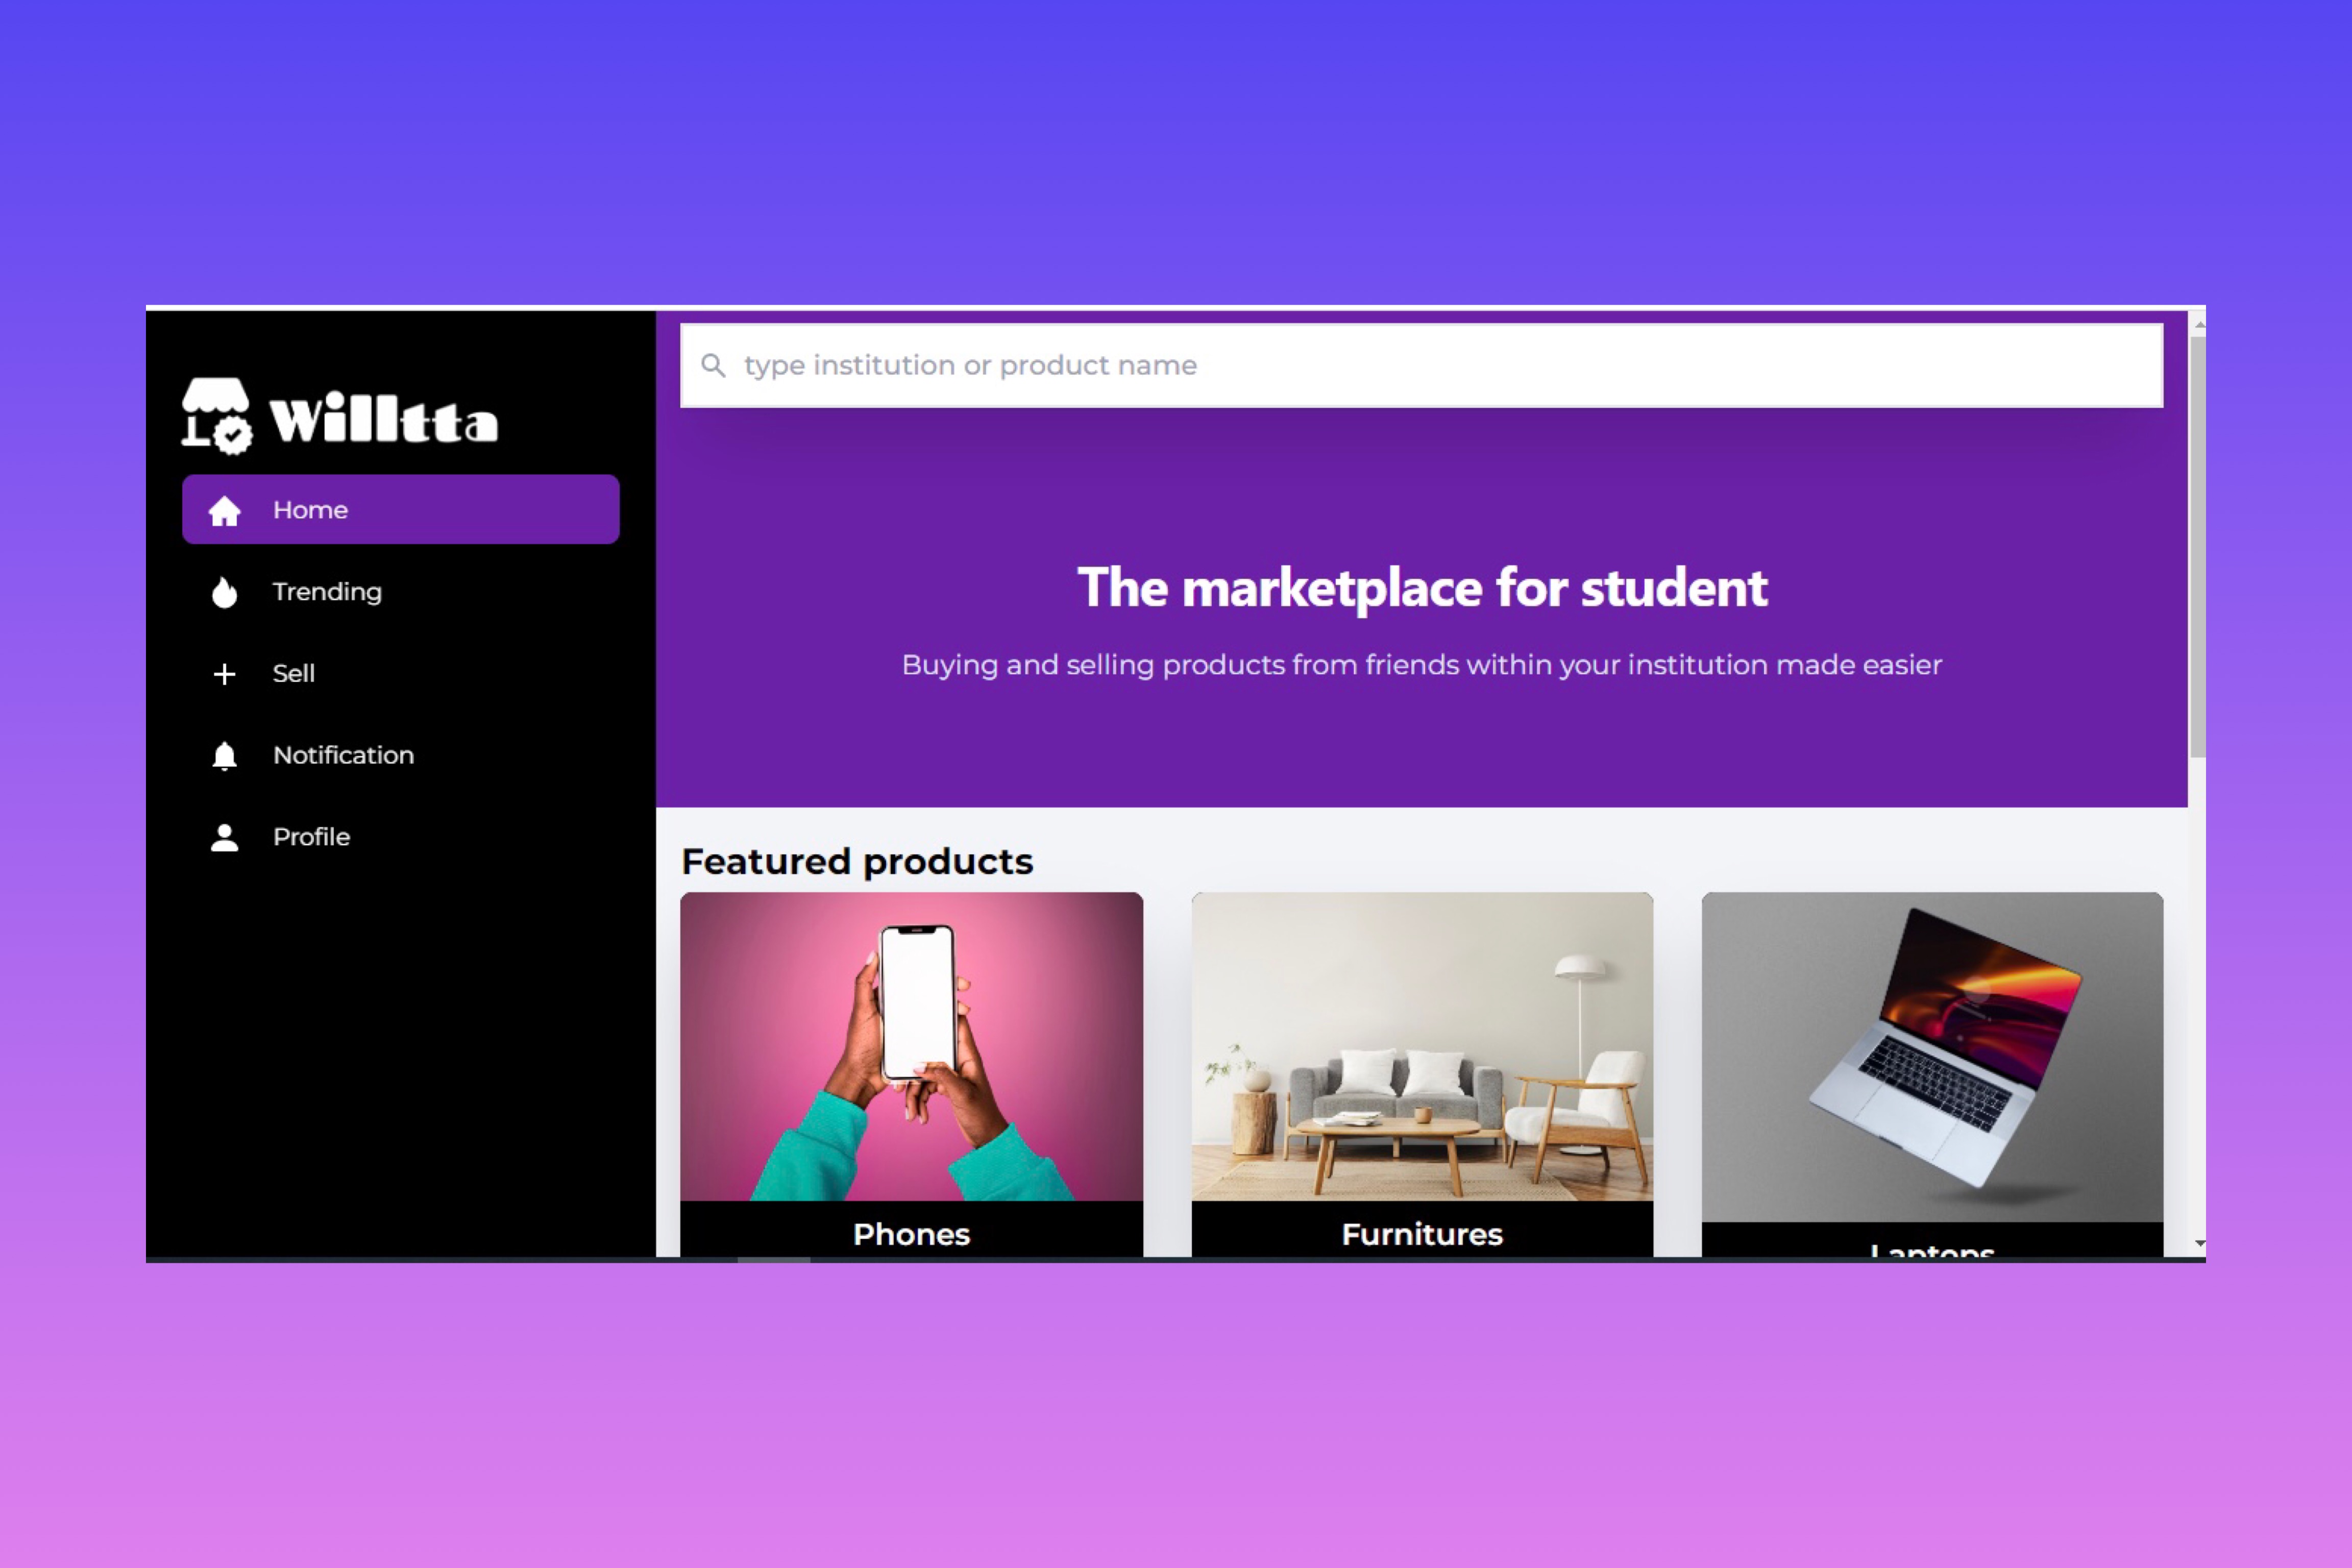 Willtta
Home
Trending
Sell
Notification
Profile
type institution or product name
The marketplace for student
Buying and selling products from friends within your institution made easier
Featured products
Phones
Furnitures
Laptops